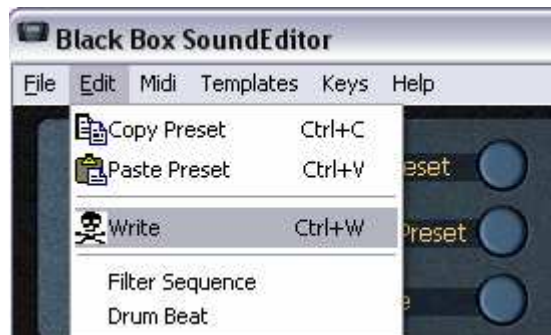 Black Box SoundEditor
File Edit Midi Templates Keys Help
Copy Preset Ctrl+C
Paste Preset Ctrl+V
eset
Write Ctrl+W
Preset
Filter Sequence
Drum Beat